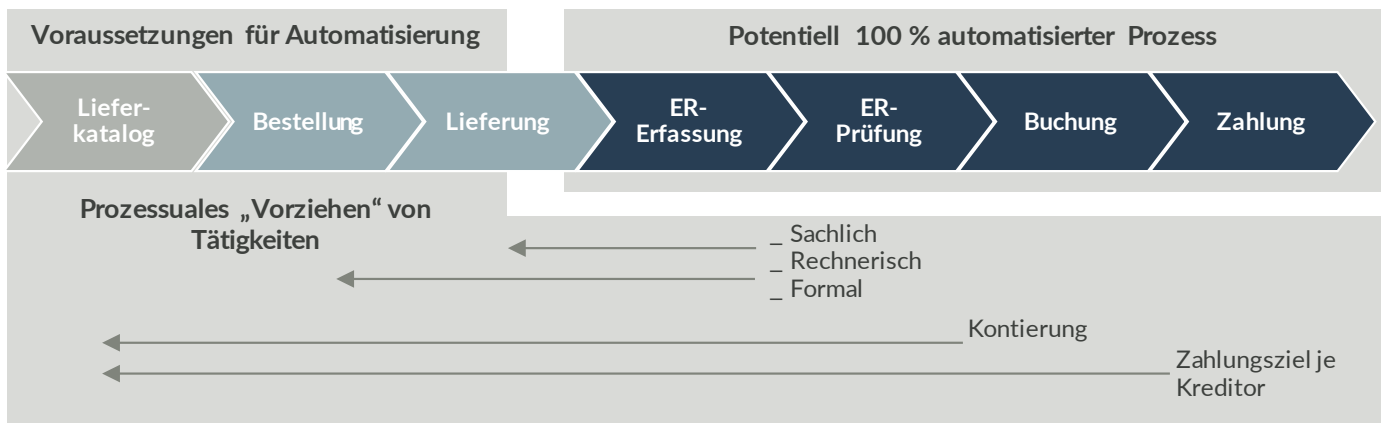 Voraussetzungen für Automatisierung
Potentiell 100 % automatisierter Prozess
Liefer-
katalog
Bestellung
Lieferung
ER-
Erfassung
ER-
Prüfung
Buchung
Zahlung
Prozessuales „Vorziehen“ von
Tätigkeiten
_ Sachlich
_ Rechnerisch
_ Formal
Kontierung
Zahlungsziel je
Kreditor